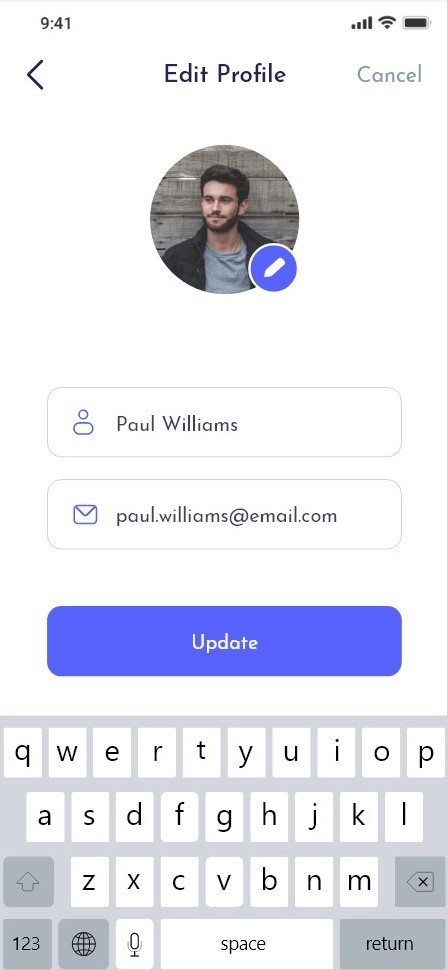 9:41
Edit Profile Cancel
Paul Williams
paul.williams@email.com
Update
q w e r t y u i o p
a s d f g h j k l
z x c v b n m
123 space return